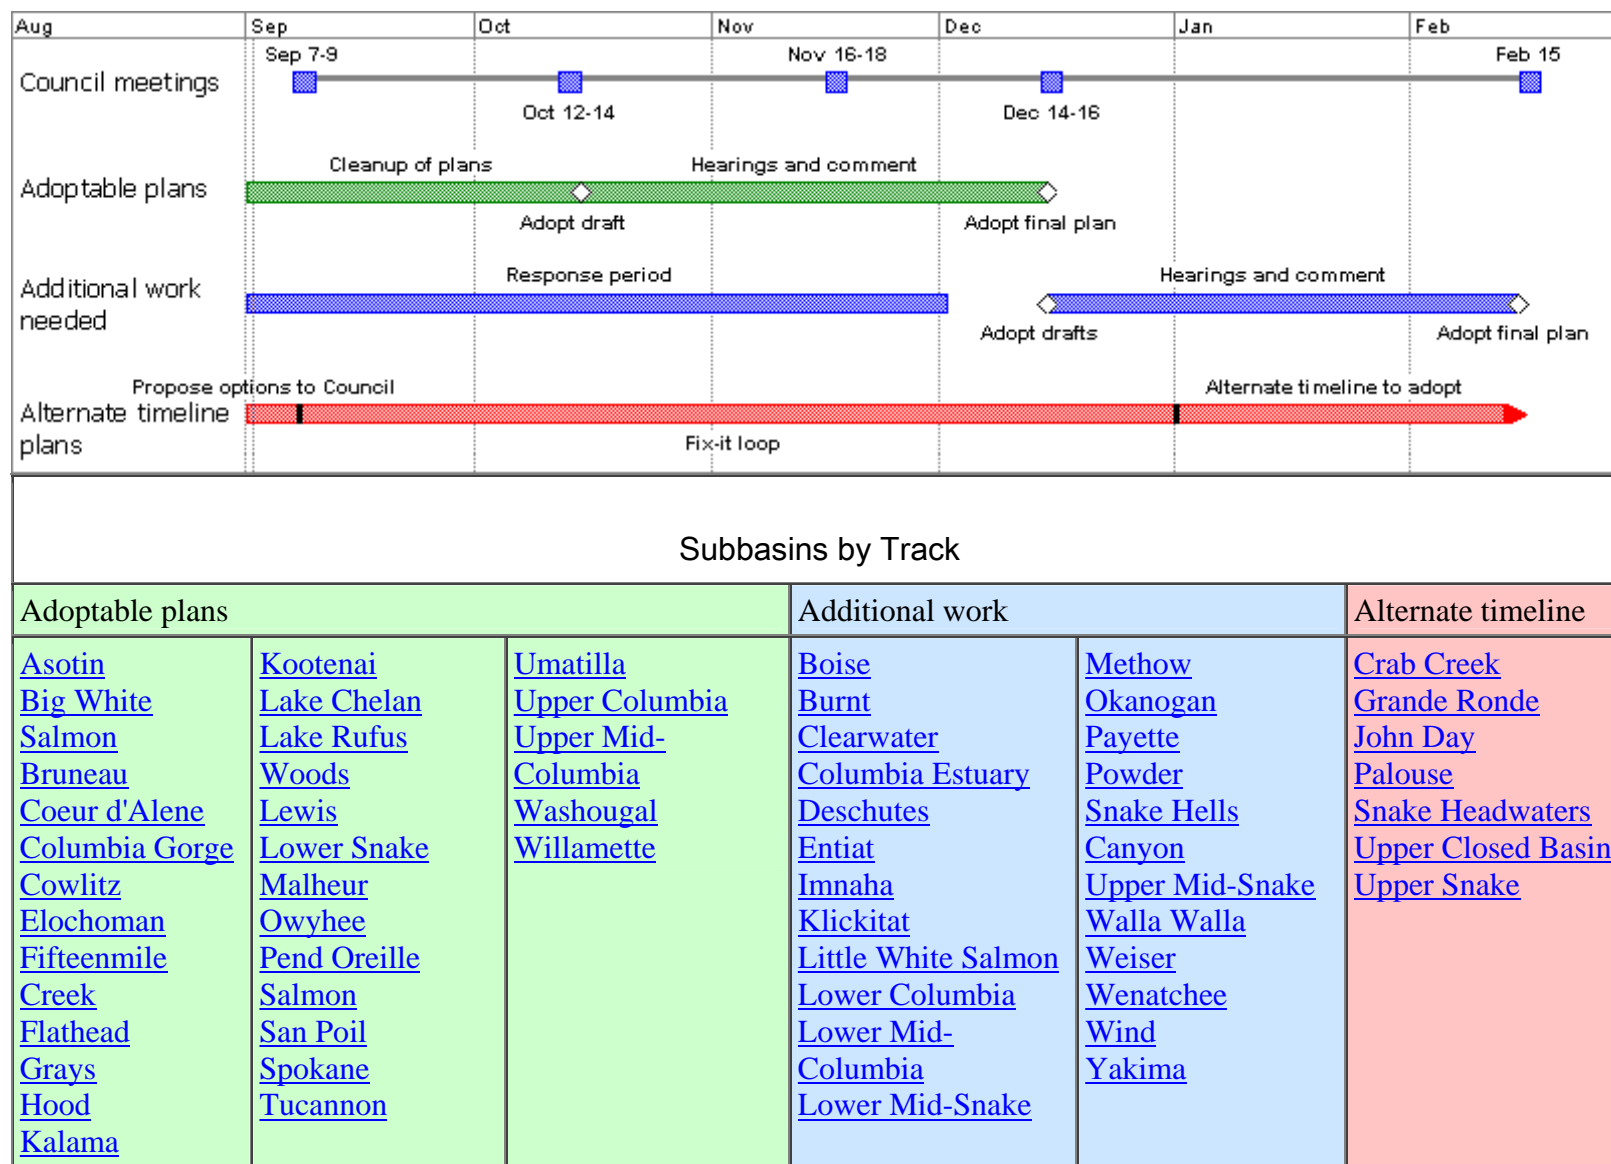 Aug Sep Oct Nov Dec Jan Feb
Sep 7-9 Nov 16-18 Feb 15
Council meetings
Oct 12-14 Dec 14-16
Cleanup of plans Hearings and comment
Adoptable plans
Adopt draft Adopt final plan
Response period Hearings and comment
Additional work
needed
Adopt drafts Adopt final plan
Propose options to Council Alternate timeline to adopt
Alternate timeline
plans
Fix-it loop
Subbasins by Track
Adoptable plans
Asotin
Big White
Salmon
Bruneau
Coeur d'Alene
Columbia Gorge
Cowlitz
Elochoman
Fifteenmile
Creek
Flathead
Grays
Hood
Kalama
Kootenai
Lake Chelan
Lake Rufus
Woods
Lewis
Lower Snake
Malheur
Owyhee
Pend Oreille
Salmon
San Poil
Spokane
Tucannon
Umatilla
Upper Columbia
Upper Mid-
Columbia
Washougal
Willamette
Additional work
Boise
Burnt
Clearwater
Columbia Estuary
Deschutes
Entiat
Imnaha
Klickitat
Little White Salmon
Lower Columbia
Lower Mid-
Columbia
Lower Mid-Snake
Methow
Okanogan
Payette
Powder
Snake Hells
Canyon
Upper Mid-Snake
Walla Walla
Weiser
Wenatchee
Wind
Yakima
Alternate timeline
Crab Creek
Grande Ronde
John Day
Palouse
Snake Headwaters
Upper Closed Basin
Upper Snake